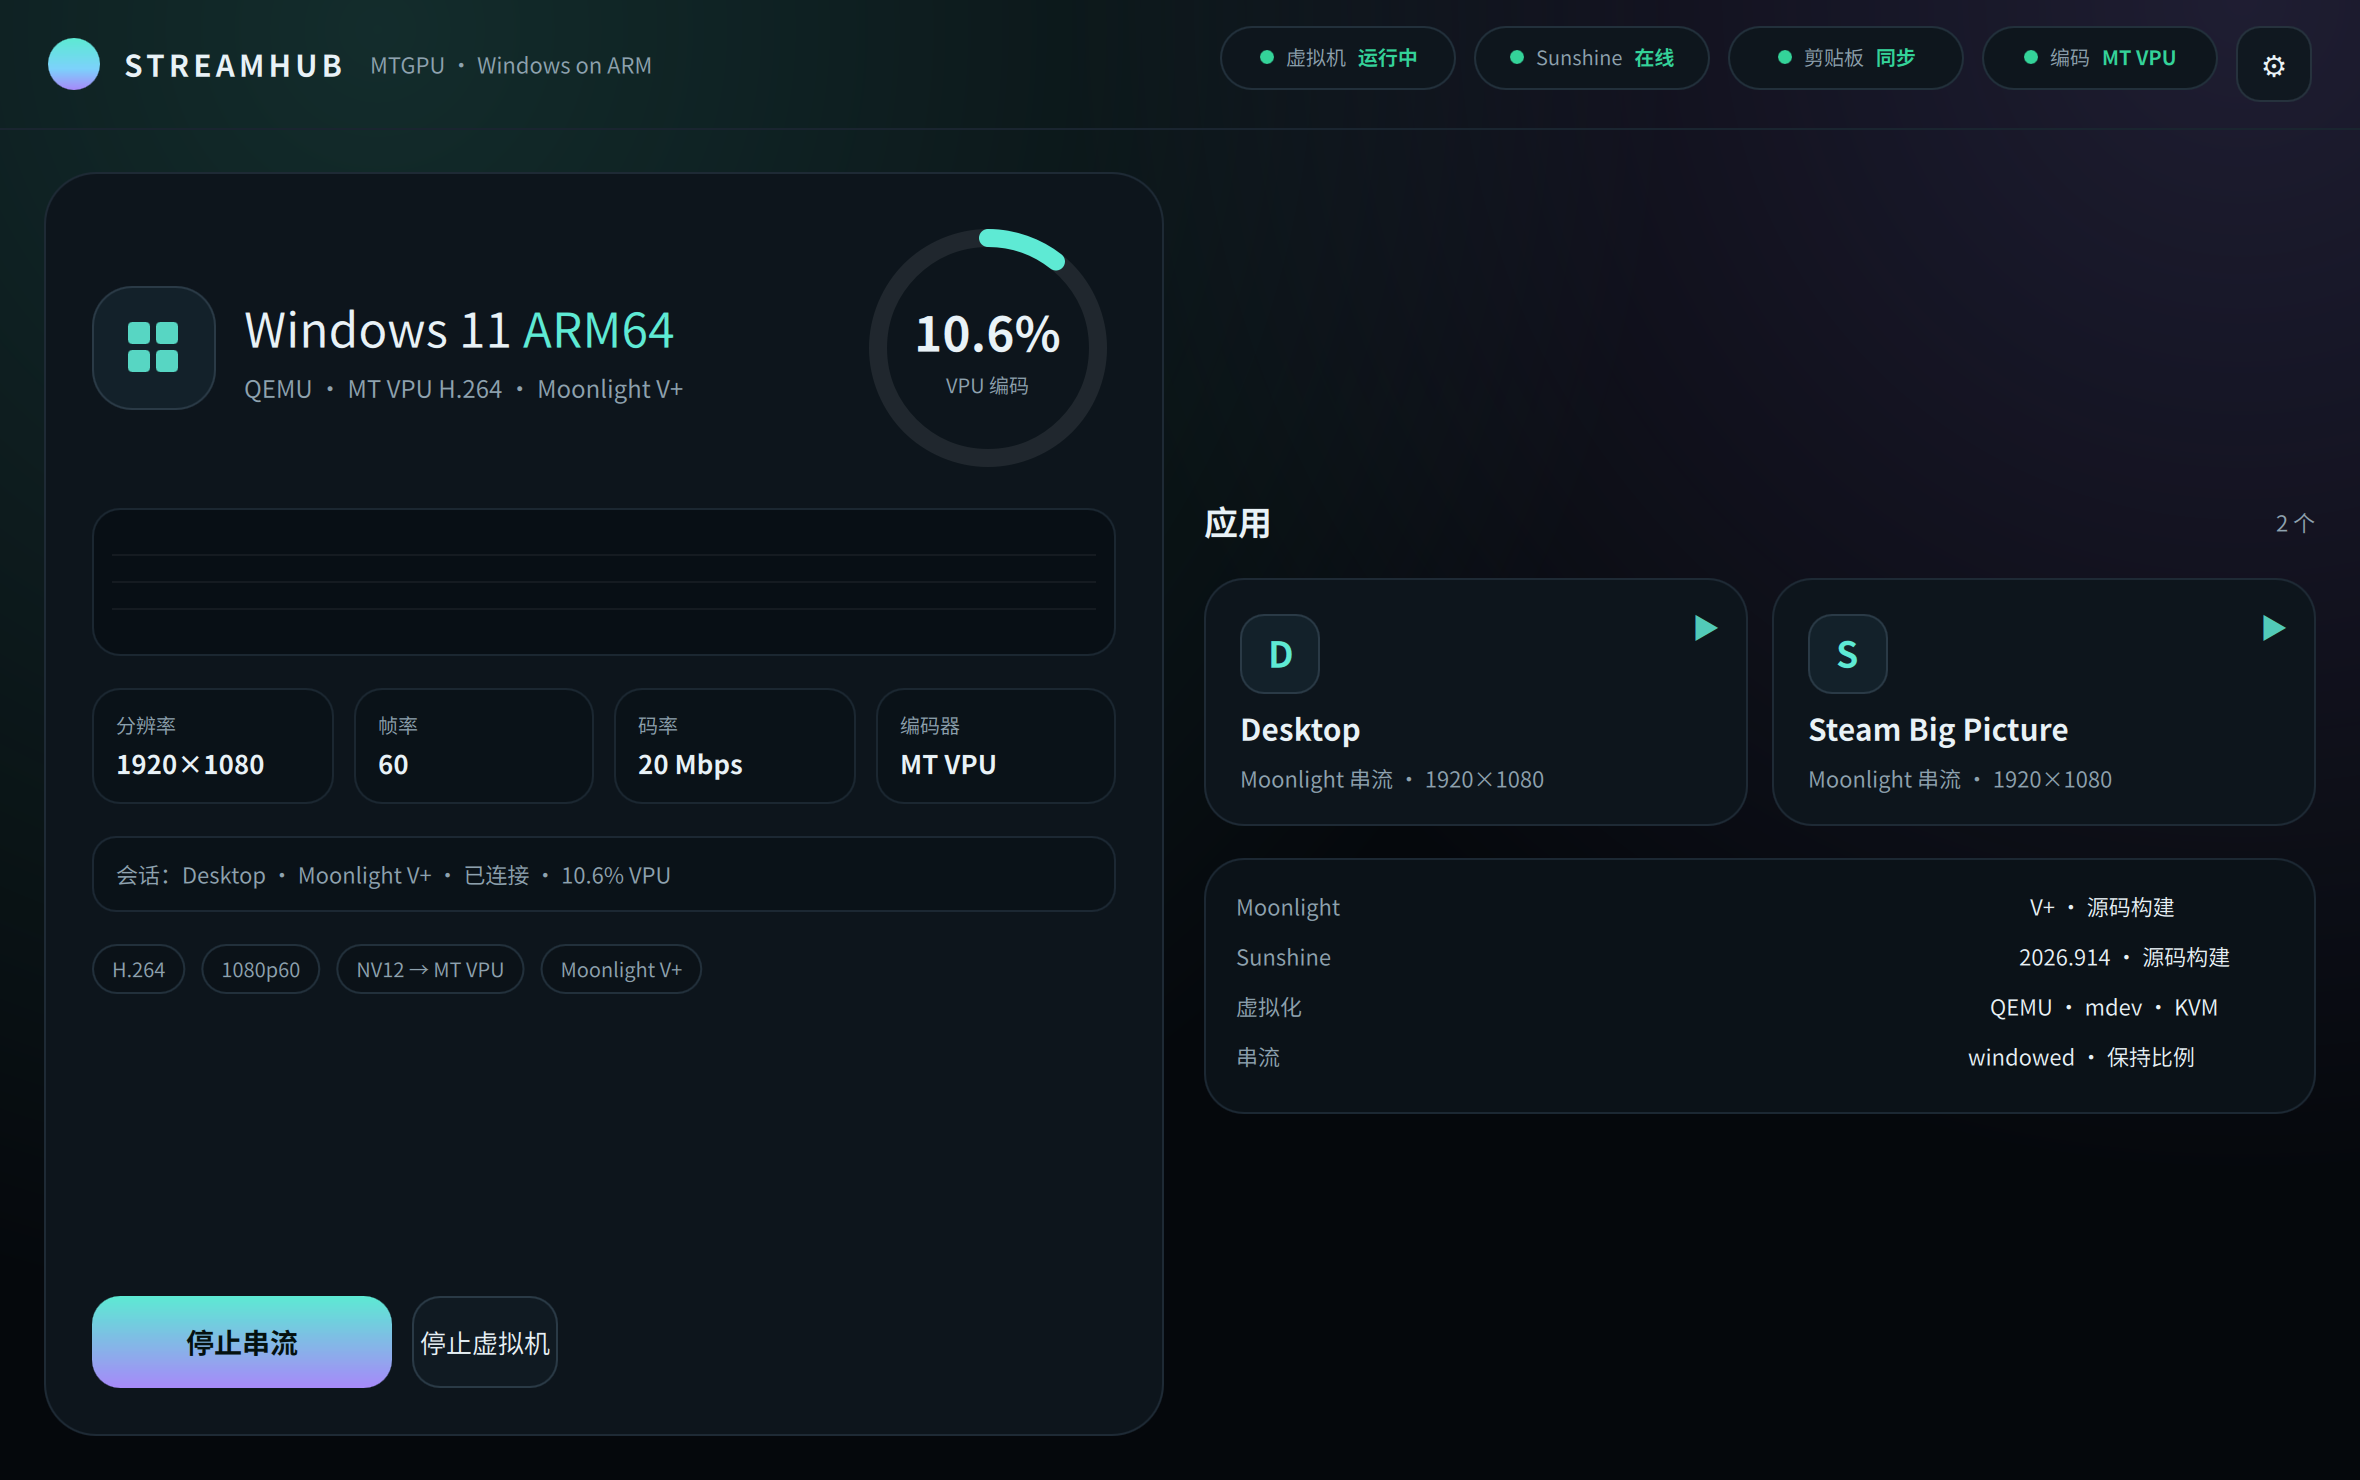 STREAMHUB MTGPU · Windows on ARM
虚拟机 运行中
Sunshine 在线
剪贴板 同步
编码 MT VPU
Windows 11 ARM64
QEMU · MT VPU H.264 · Moonlight V+
10.6%
VPU 编码
分辨率
1920×1080
帧率
60
码率
20 Mbps
编码器
MT VPU
会话：Desktop · Moonlight V+ · 已连接 · 10.6% VPU
H.264
1080p60
NV12 → MT VPU
Moonlight V+
停止串流
停止虚拟机
应用
2 个
D
Desktop
Moonlight 串流 · 1920×1080
S
Steam Big Picture
Moonlight 串流 · 1920×1080
Moonlight V+ · 源码构建
Sunshine 2026.914 · 源码构建
虚拟化 QEMU · mdev · KVM
串流 windowed · 保持比例